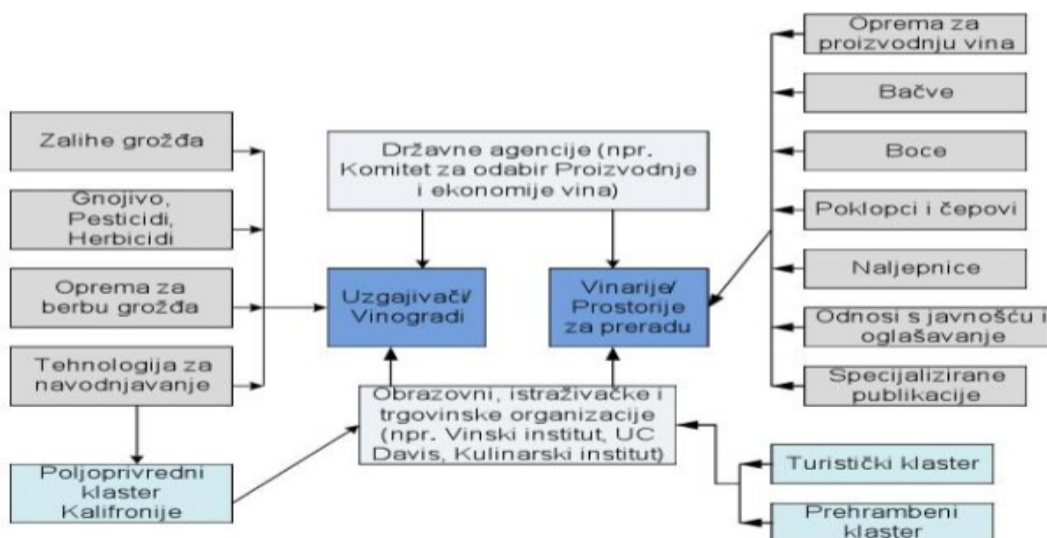 Oprema za
proizvodnju vina
Bačve
Boce
Poklopci i čepovi
Naljepnice
Odnosi s javnošću i
oglašavanje
Specijalizirane
publikacije
Zalihe grožđa
Gnojivo,
Pesticidi,
Herbicidi
Oprema za
berbu grožđa
Tehnologija za
navodnjavanje
Poljoprivredni
klaster
Kalifronije
Državne agencije (npr.
Komitet za odabir Proizvodnje
i ekonomije vina)
Uzgajivači/
Vinogradi
Vinarije/
Prostorije
za preradu
Obrazovni, istraživačke i
trgovinske organizacije
(npr. Vinski institut, UC
Davis, Kulinarski institut)
Turistički klaster
Prehrambeni
klaster